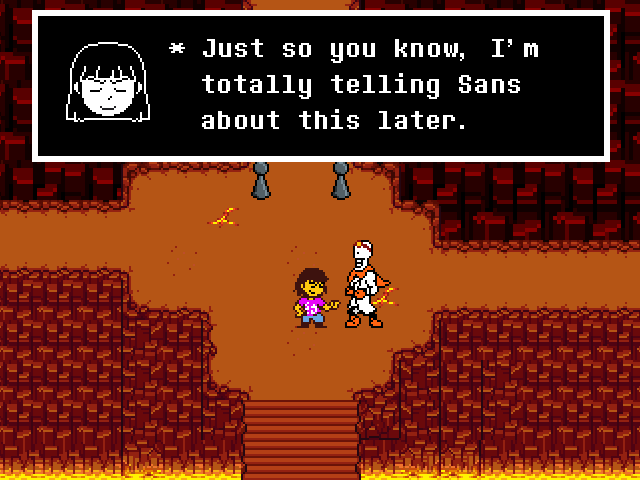 * Just so you know, I'm
totally telling Sans
about this later.